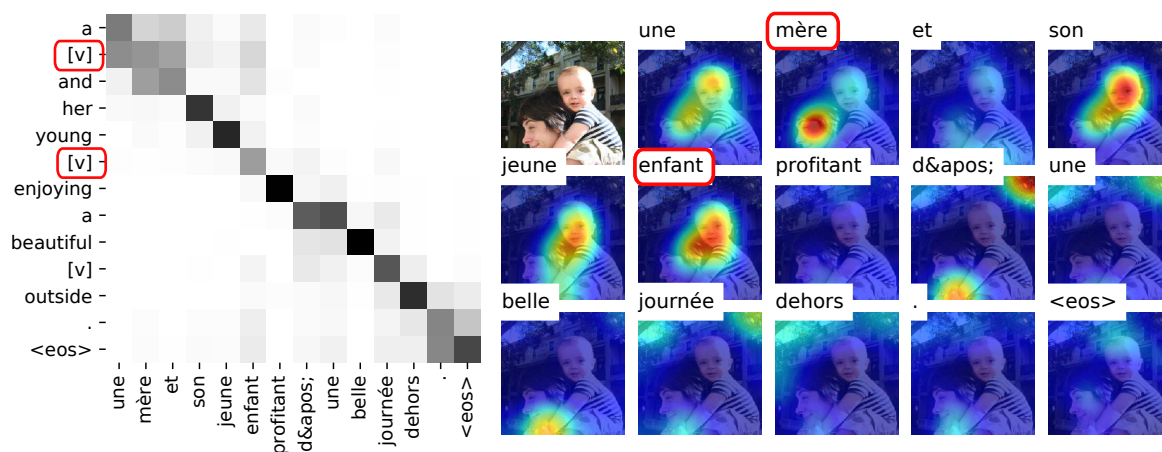 a
[v]
and
her
young
[v]
enjoying
a
beautiful
[v]
outside
.
<eos>
une mère et son jeune enfant profitant d&apos; une belle journée dehors . <eos>
une mère et son
jeune enfant profitant d&apos; une
belle journée dehors . <eos>